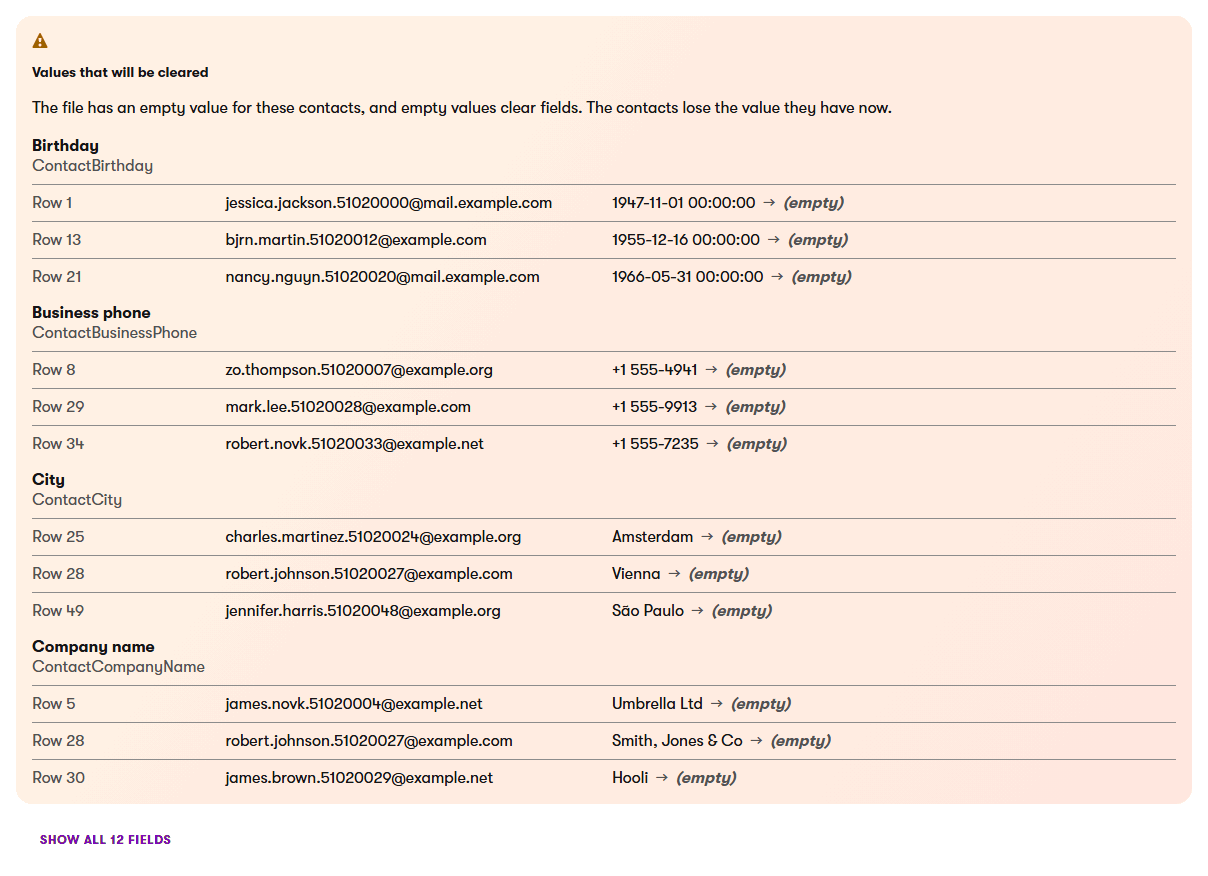 Values that will be cleared
The file has an empty value for these contacts, and empty values clear fields. The contacts lose the value they have now.
Birthday
ContactBirthday
Row 1 jessica.jackson.51020000@mail.example.com 1947-11-01 00:00:00 → (empty)
Row 13 bjrn.martin.51020012@example.com 1955-12-16 00:00:00 → (empty)
Row 21 nancy.nguyn.51020020@mail.example.com 1966-05-31 00:00:00 → (empty)
Business phone
ContactBusinessPhone
Row 8 zo.thompson.51020007@example.org +1 555-4941 → (empty)
Row 29 mark.lee.51020028@example.com +1 555-9913 → (empty)
Row 34 robert.novk.51020033@example.net +1 555-7235 → (empty)
City
ContactCity
Row 25 charles.martinez.51020024@example.org Amsterdam → (empty)
Row 28 robert.johnson.51020027@example.com Vienna → (empty)
Row 49 jennifer.harris.51020048@example.org São Paulo → (empty)
Company name
ContactCompanyName
Row 5 james.novk.51020004@example.net Umbrella Ltd → (empty)
Row 28 robert.johnson.51020027@example.com Smith, Jones & Co → (empty)
Row 30 james.brown.51020029@example.net Hooli → (empty)
SHOW ALL 12 FIELDS